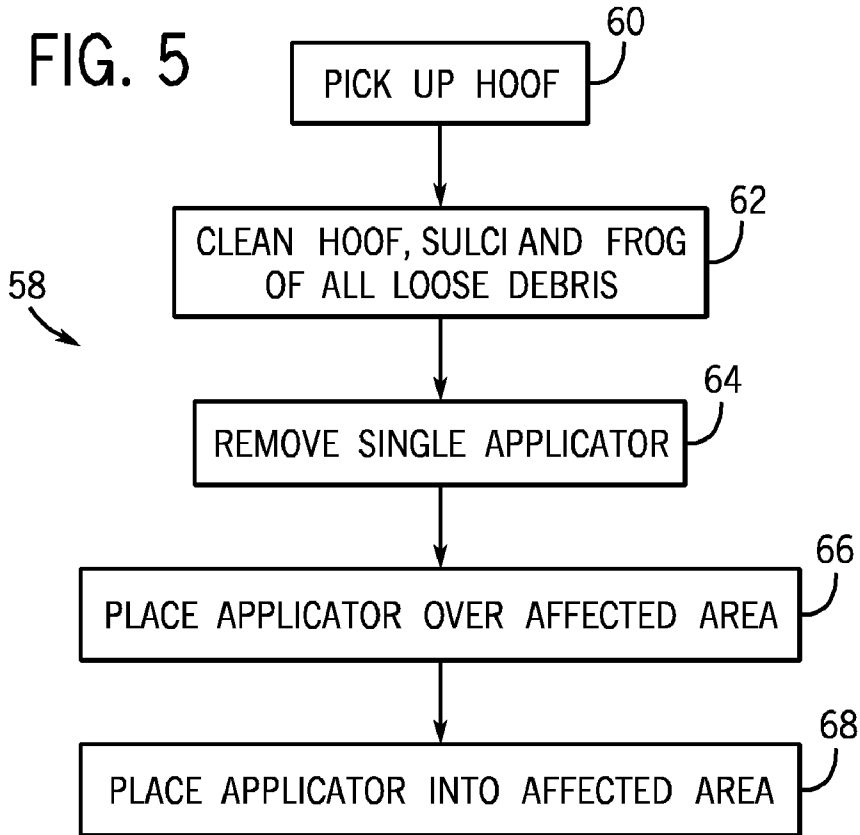 FIG. 5
60
PICK UP HOOF
62
CLEAN HOOF, SULCI AND FROG
OF ALL LOOSE DEBRIS
58
64
REMOVE SINGLE APPLICATOR
66
PLACE APPLICATOR OVER AFFECTED AREA
68
PLACE APPLICATOR INTO AFFECTED AREA